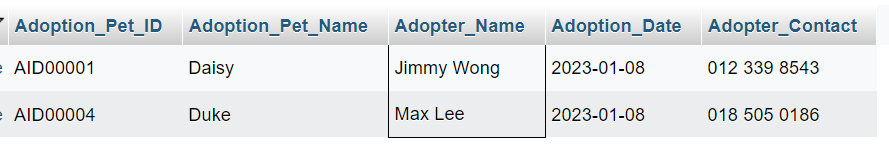 Adoption_Pet_ID Adoption_Pet_Name Adopter_Name Adoption_Date Adopter_Contact
e AID00001 Daisy Jimmy Wong 2023-01-08 012 339 8543
e AID00004 Duke Max Lee 2023-01-08 018 505 0186